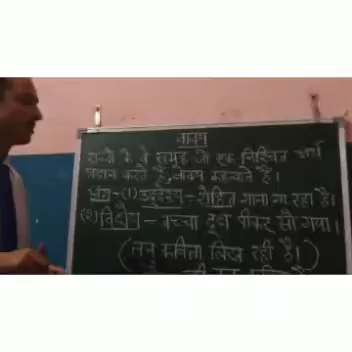 वाक्य
शब्दों के वे समूह जो एक निश्चित अर्थ
प्रदान करते हैं, वाक्य कहलाते हैं।
अंग - (1) उद्देश्य - रोहित गाना गा रहा है।
(2) विधेय - बच्चा दूध पीकर सो गया।
(तनु कविता लिख रही है।)